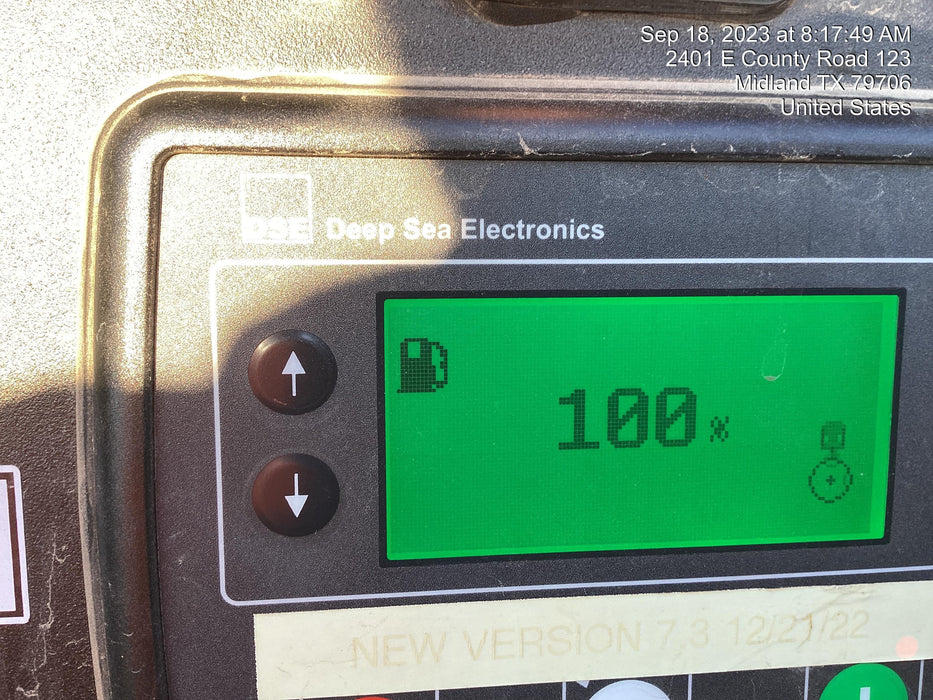 Sep 18, 2023 at 8:17:49 AM
2401 E County Road 123
Midland TX 79706
United States
DSE Deep Sea Electronics
100%
NEW VERSION 7.3 12/21/22